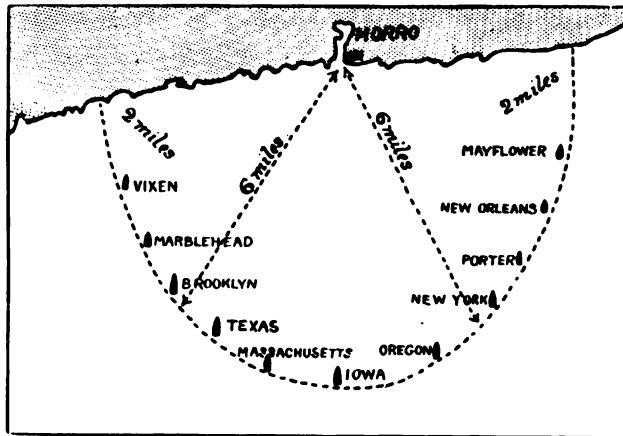 MORRO
2 miles
2 miles
6 miles
6 miles
MAYFLOWER
VIXEN
NEW ORLEANS
MARBLEHEAD
PORTER
BROOKLYN
NEW YORK
TEXAS
MASSACHUSETTS
OREGON
IOWA